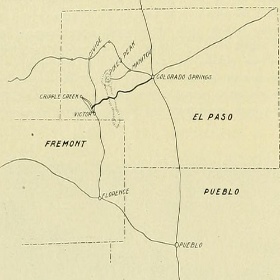 DIVIDE
PIKES PEAK
MANITOU
COLORADO SPRINGS
CRIPPLE CREEK
VICTOR
EL PASO
FREMONT
FLORENCE
PUEBLO
PUEBLO